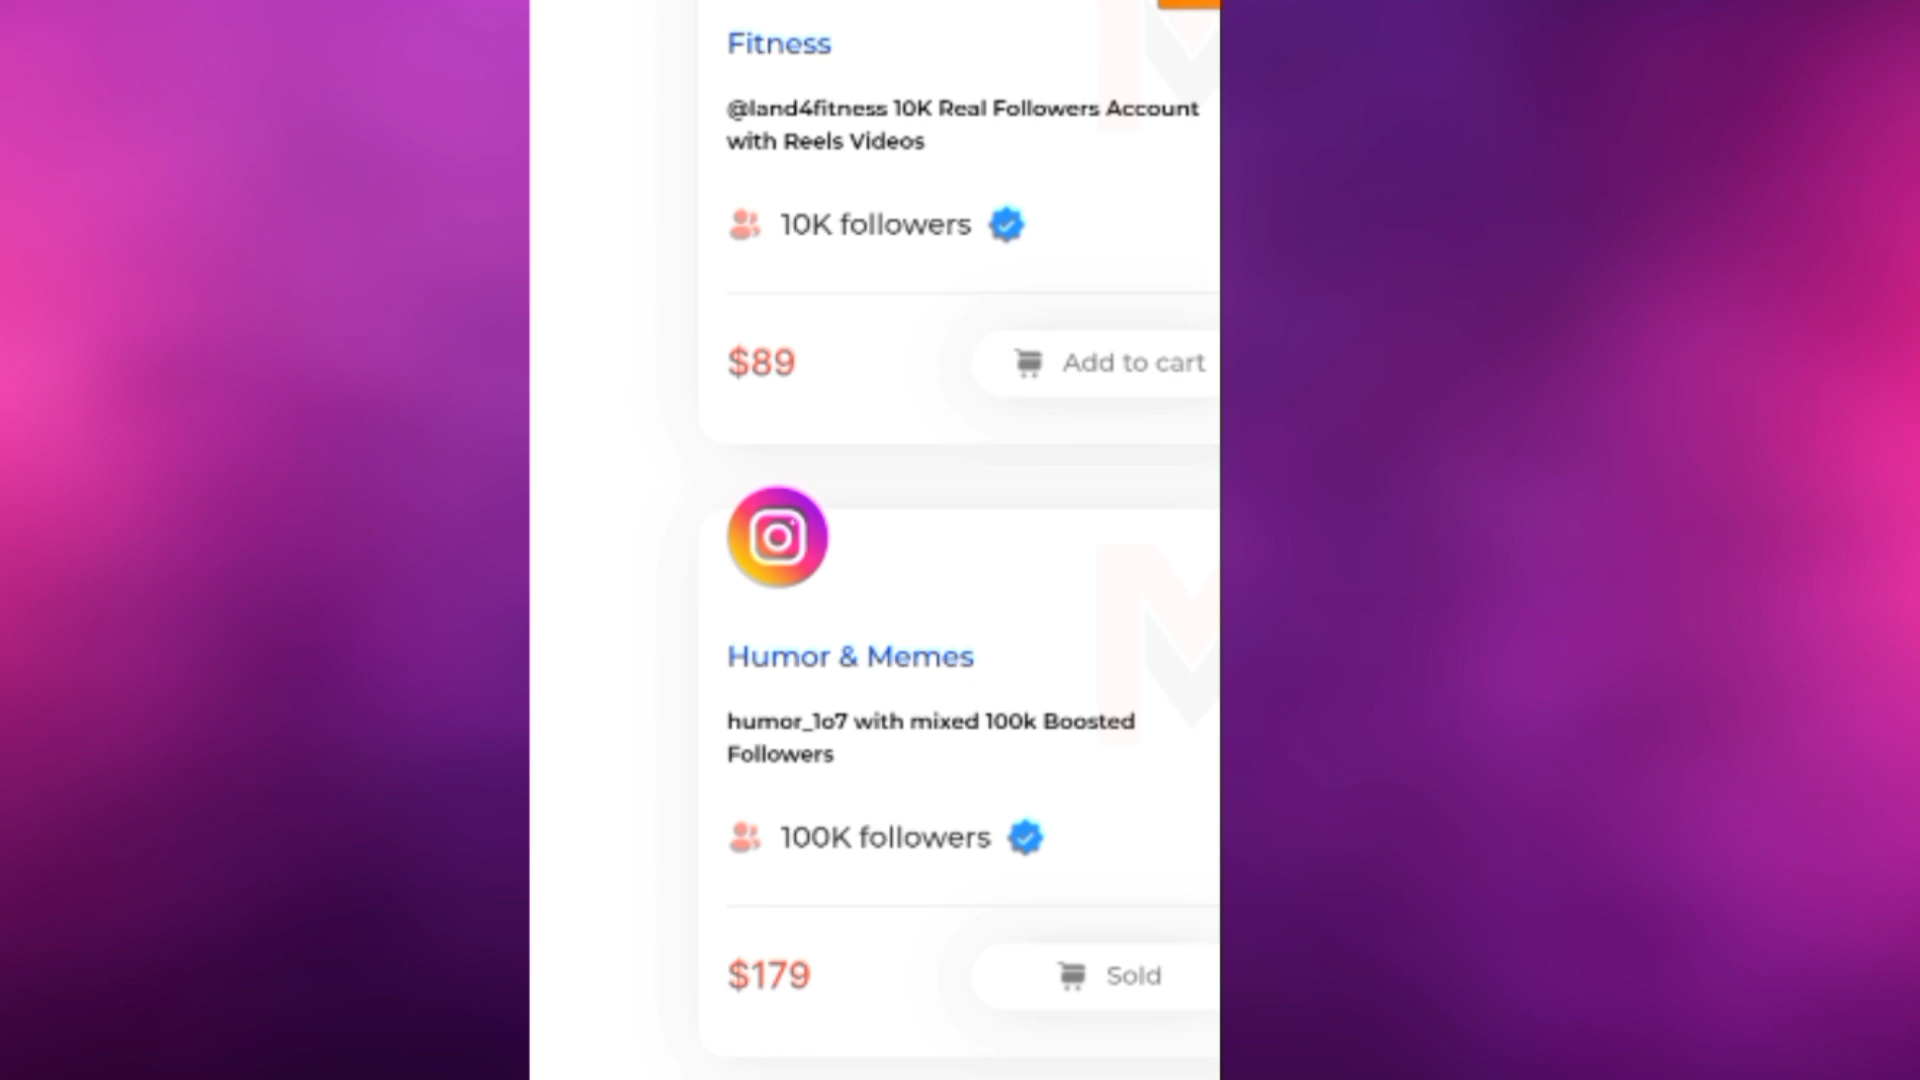 Fitness
@land4fitness 10K Real Followers Account
with Reels Videos
10K followers
$89
Add to cart
Humor & Memes
humor_1o7 with mixed 100k Boosted
Followers
100K followers
$179
Sold